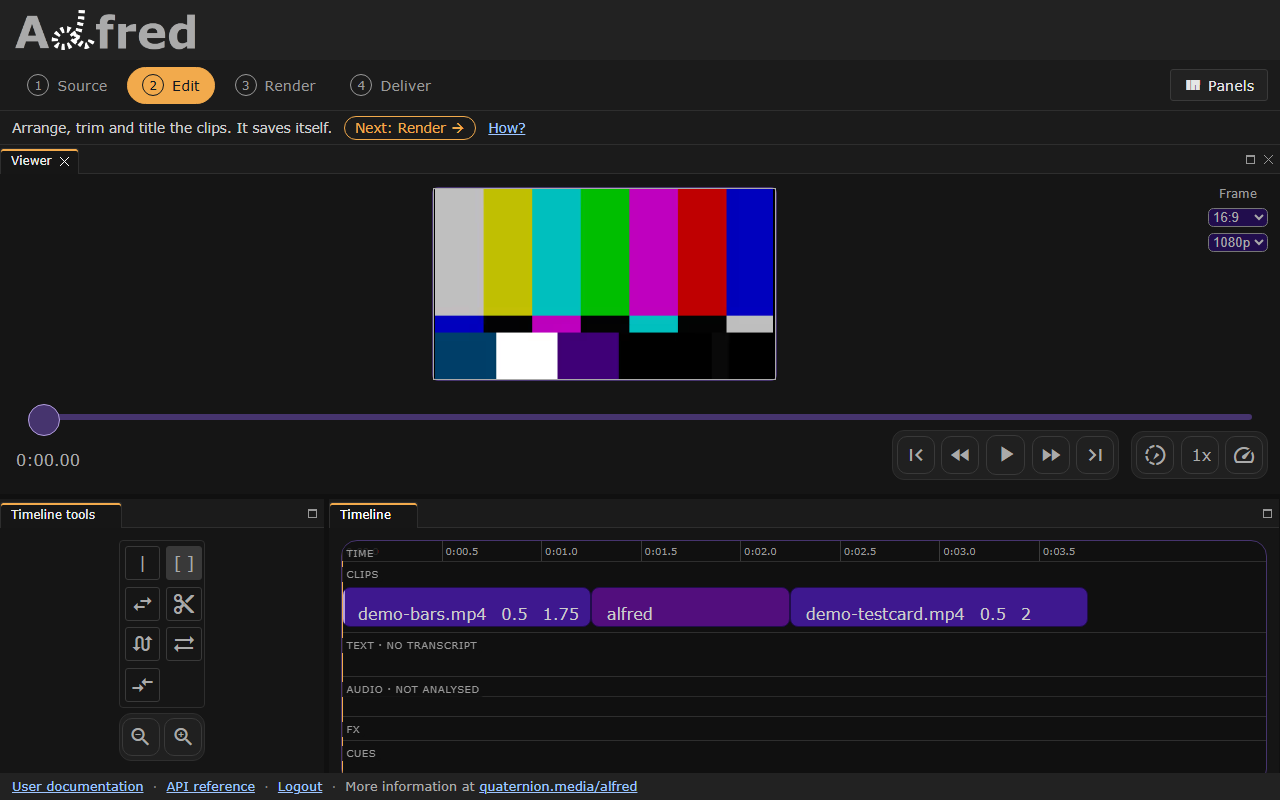 Adfred
1 Source 2 Edit 3 Render 4 Deliver Panels
Arrange, trim and title the clips. It saves itself. Next: Render → How?
Viewer
Frame
16:9
1080p
0:00.00
1x
Timeline tools
Timeline
TIME 0:00.5 0:01.0 0:01.5 0:02.0 0:02.5 0:03.0 0:03.5
CLIPS
demo-bars.mp4 0.5 1.75 alfred demo-testcard.mp4 0.5 2
TEXT · NO TRANSCRIPT
AUDIO · NOT ANALYSED
FX
CUES
User documentation · API reference · Logout · More information at quaternion.media/alfred